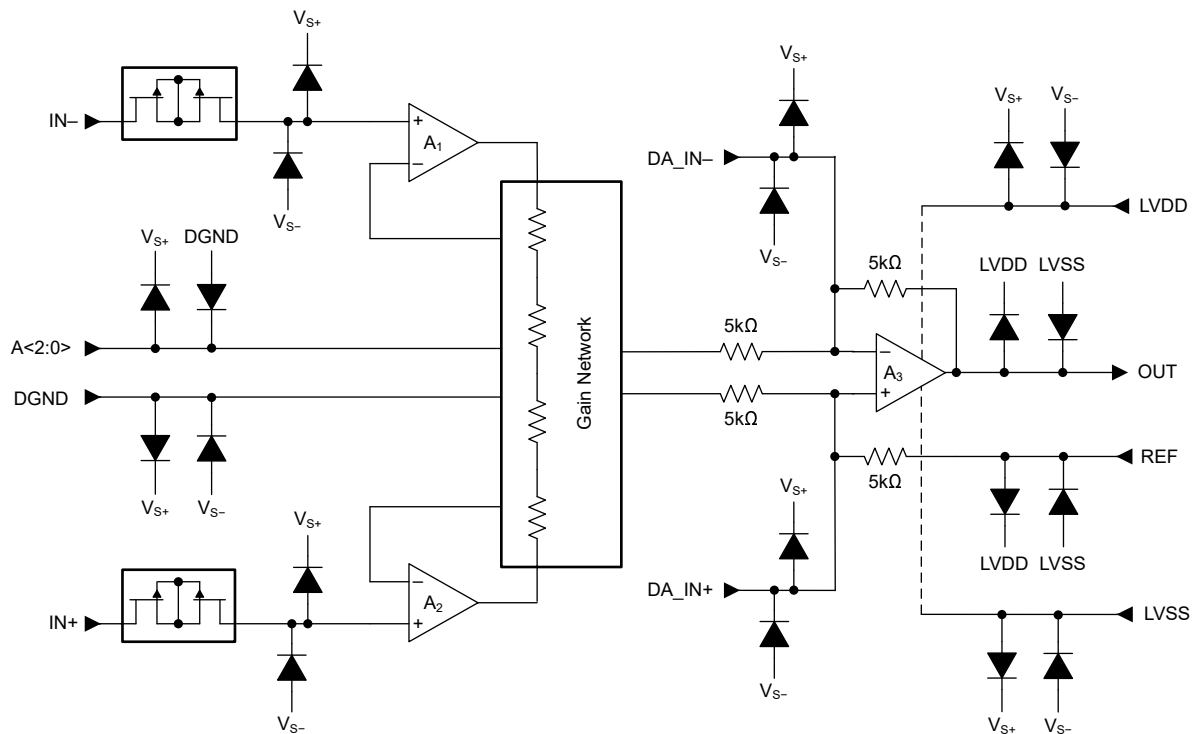 VS+
IN–
+
–
A1
VS–
VS+
DGND
A<2:0>
DGND
VS+
VS–
VS+
IN+
–
+
A2
VS–
Gain Network
VS+
DA_IN–
VS–
5kΩ
5kΩ
5kΩ
–
+
A3
5kΩ
VS+
DA_IN+
VS–
VS+
VS–
LVDD
LVDD
LVSS
OUT
REF
LVDD
LVSS
LVSS
VS+
VS–